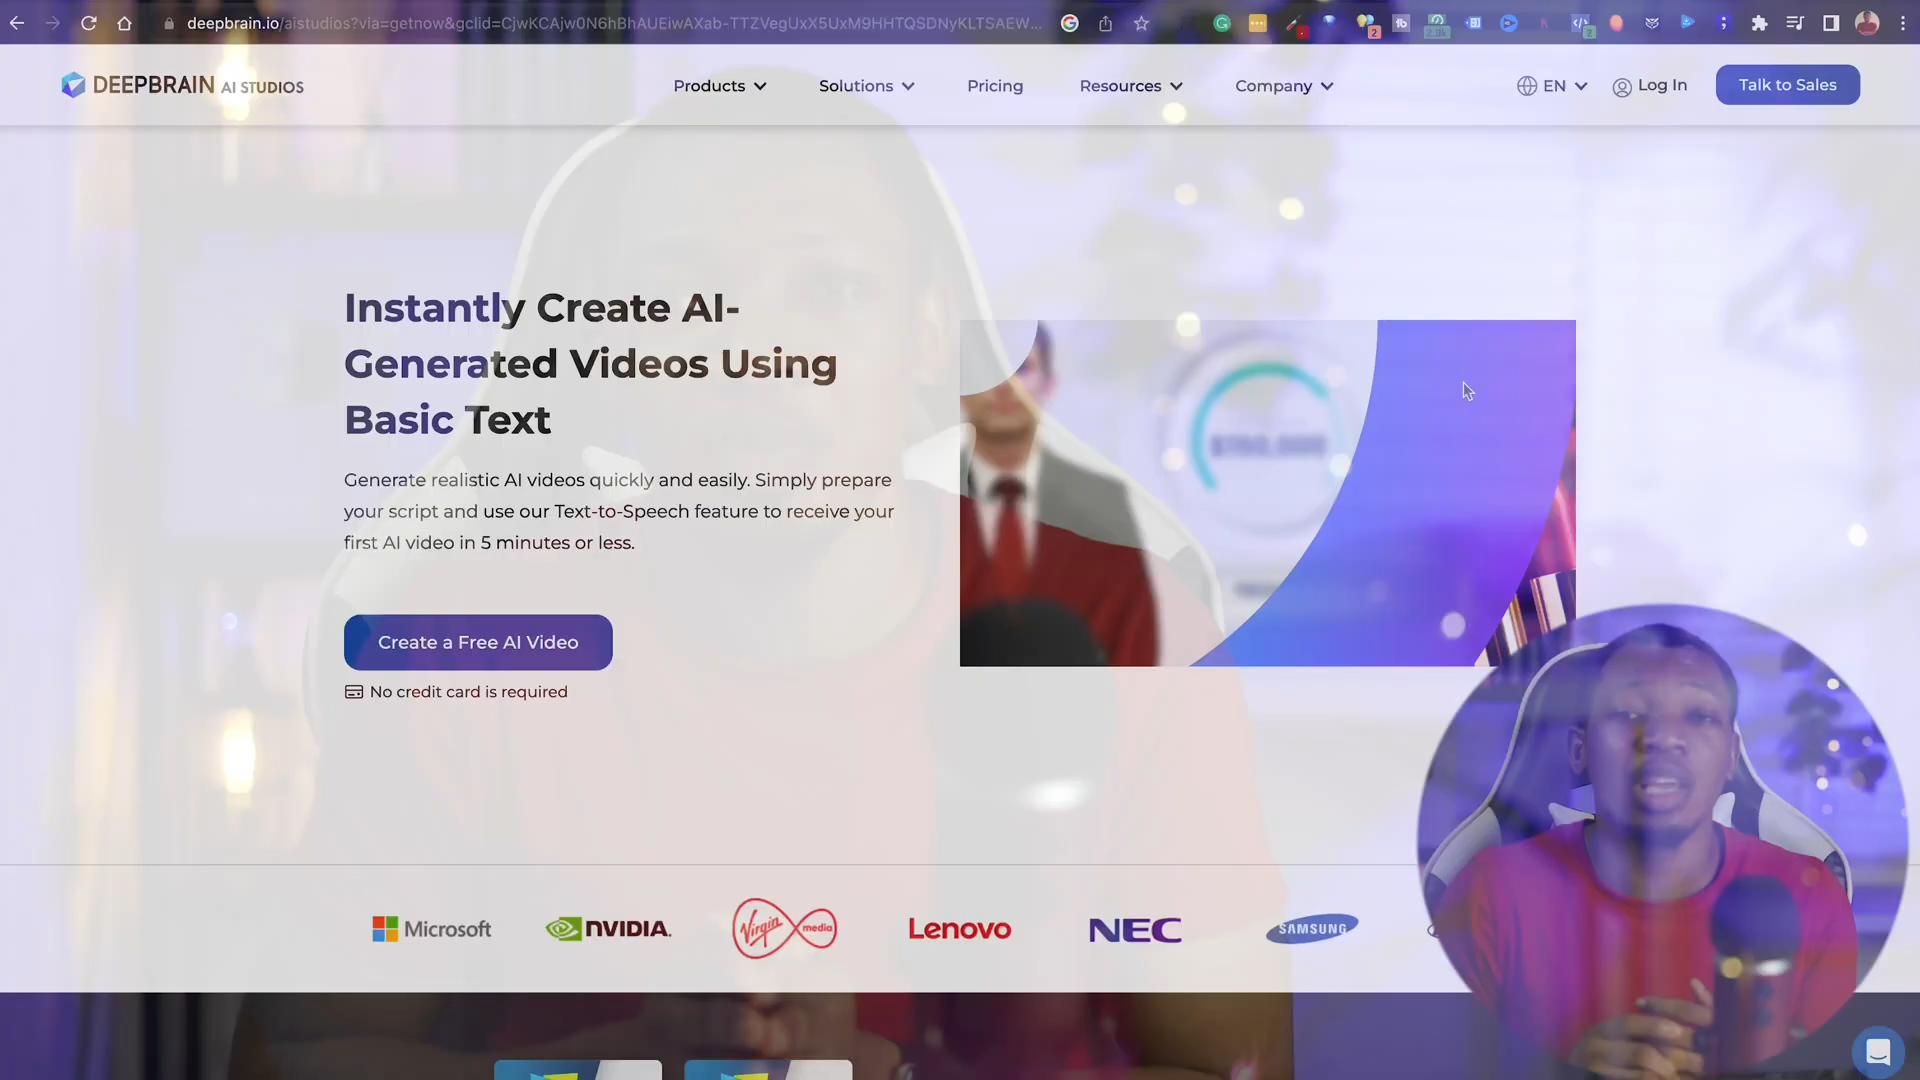 deepbrain.io/aistudios?via=getnow&gclid=CjwKCAjw0N6hBhAUEiwAXab-TTZVegUxX5UxM9HHTQSDNyKLTSAEW...
DEEPBRAIN AI STUDIOS
Products
Solutions
Pricing
Resources
Company
EN
Log In
Talk to Sales
Instantly Create AI-
Generated Videos Using
Basic Text
Generate realistic AI videos quickly and easily. Simply prepare
your script and use our Text-to-Speech feature to receive your
first AI video in 5 minutes or less.
$150,000
Create a Free AI Video
No credit card is required
Microsoft
NVIDIA.
Virgin media
Lenovo
NEC
SAMSUNG